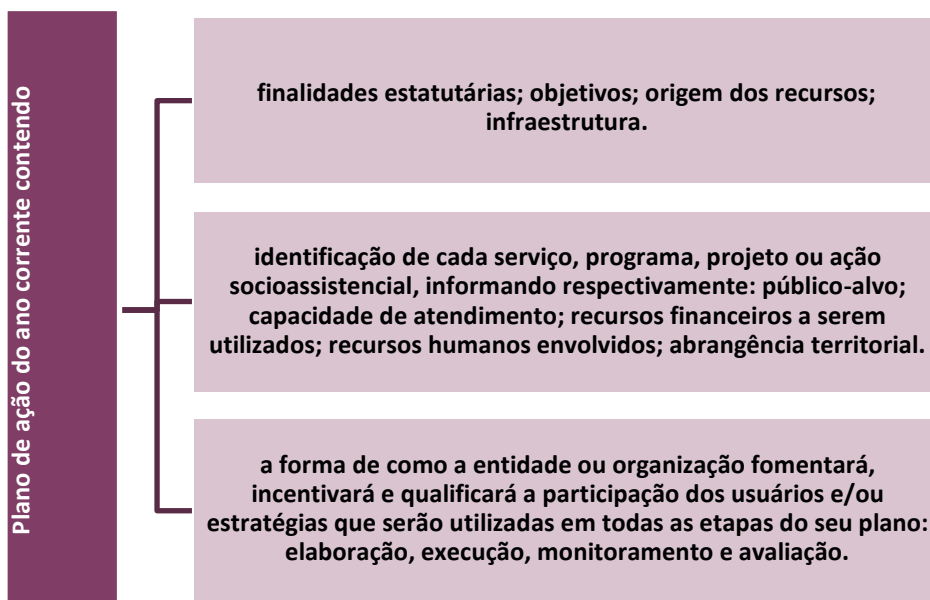 Plano de ação do ano corrente contendo
finalidades estatutárias; objetivos; origem dos recursos;
infraestrutura.
identificação de cada serviço, programa, projeto ou ação
socioassistencial, informando respectivamente: público-alvo;
capacidade de atendimento; recursos financeiros a serem
utilizados; recursos humanos envolvidos; abrangência territorial.
a forma de como a entidade ou organização fomentará,
incentivará e qualificará a participação dos usuários e/ou
estratégias que serão utilizadas em todas as etapas do seu plano:
elaboração, execução, monitoramento e avaliação.